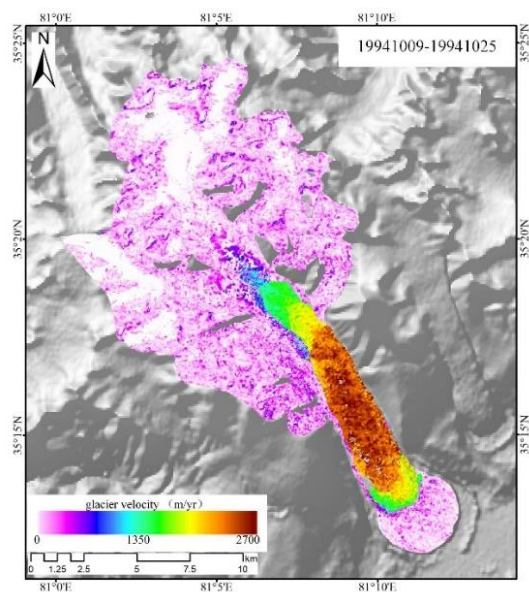 81°0′E 81°5′E 81°10′E
N
19941009-19941025
35°25′N 35°25′N
35°20′N 35°20′N
35°15′N 35°15′N
glacier velocity （m/yr）
0 1350 2700
km
0 1.25 2.5 5 7.5 10
81°0′E 81°5′E 81°10′E